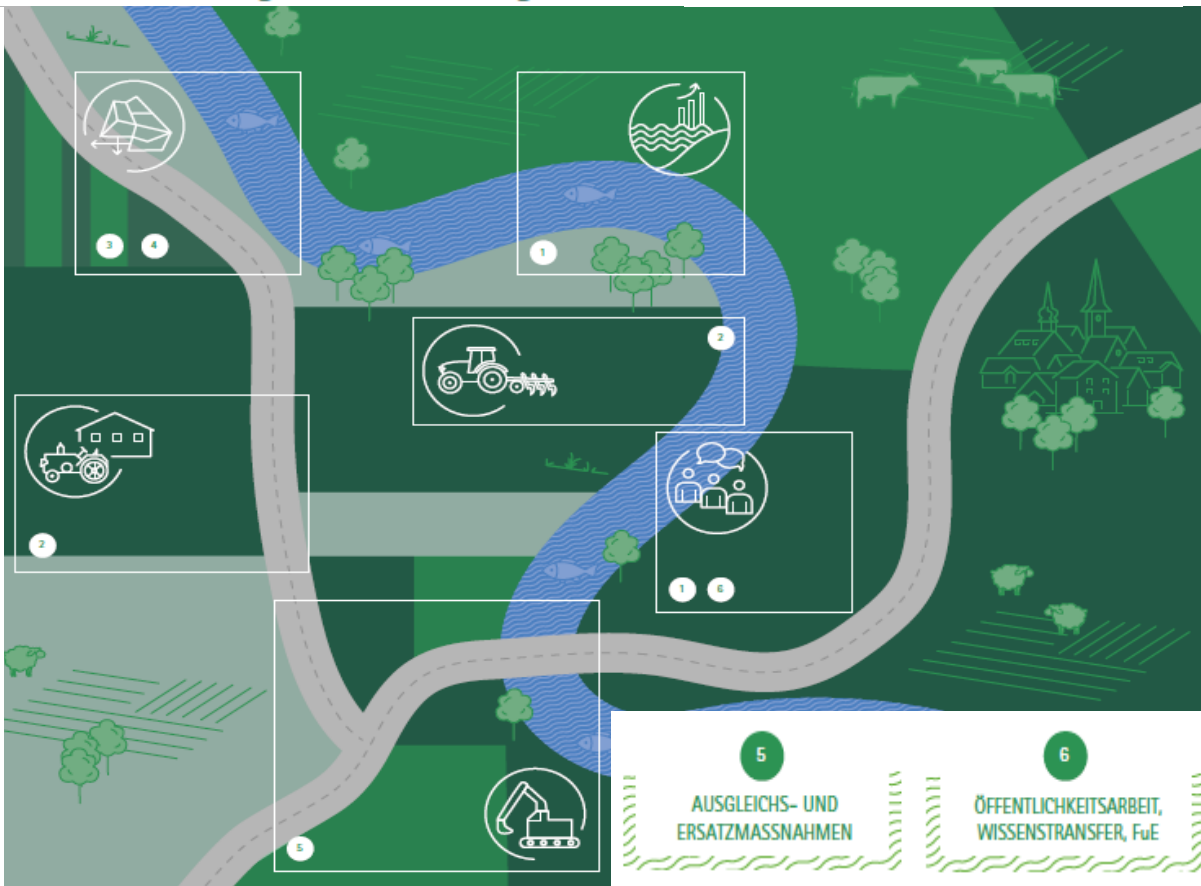 3 4
1
2
2
1 6
5
5
AUSGLEICHS- UND
ERSATZMASSNAHMEN
6
ÖFFENTLICHKEITSARBEIT,
WISSENSTRANSFER, FuE